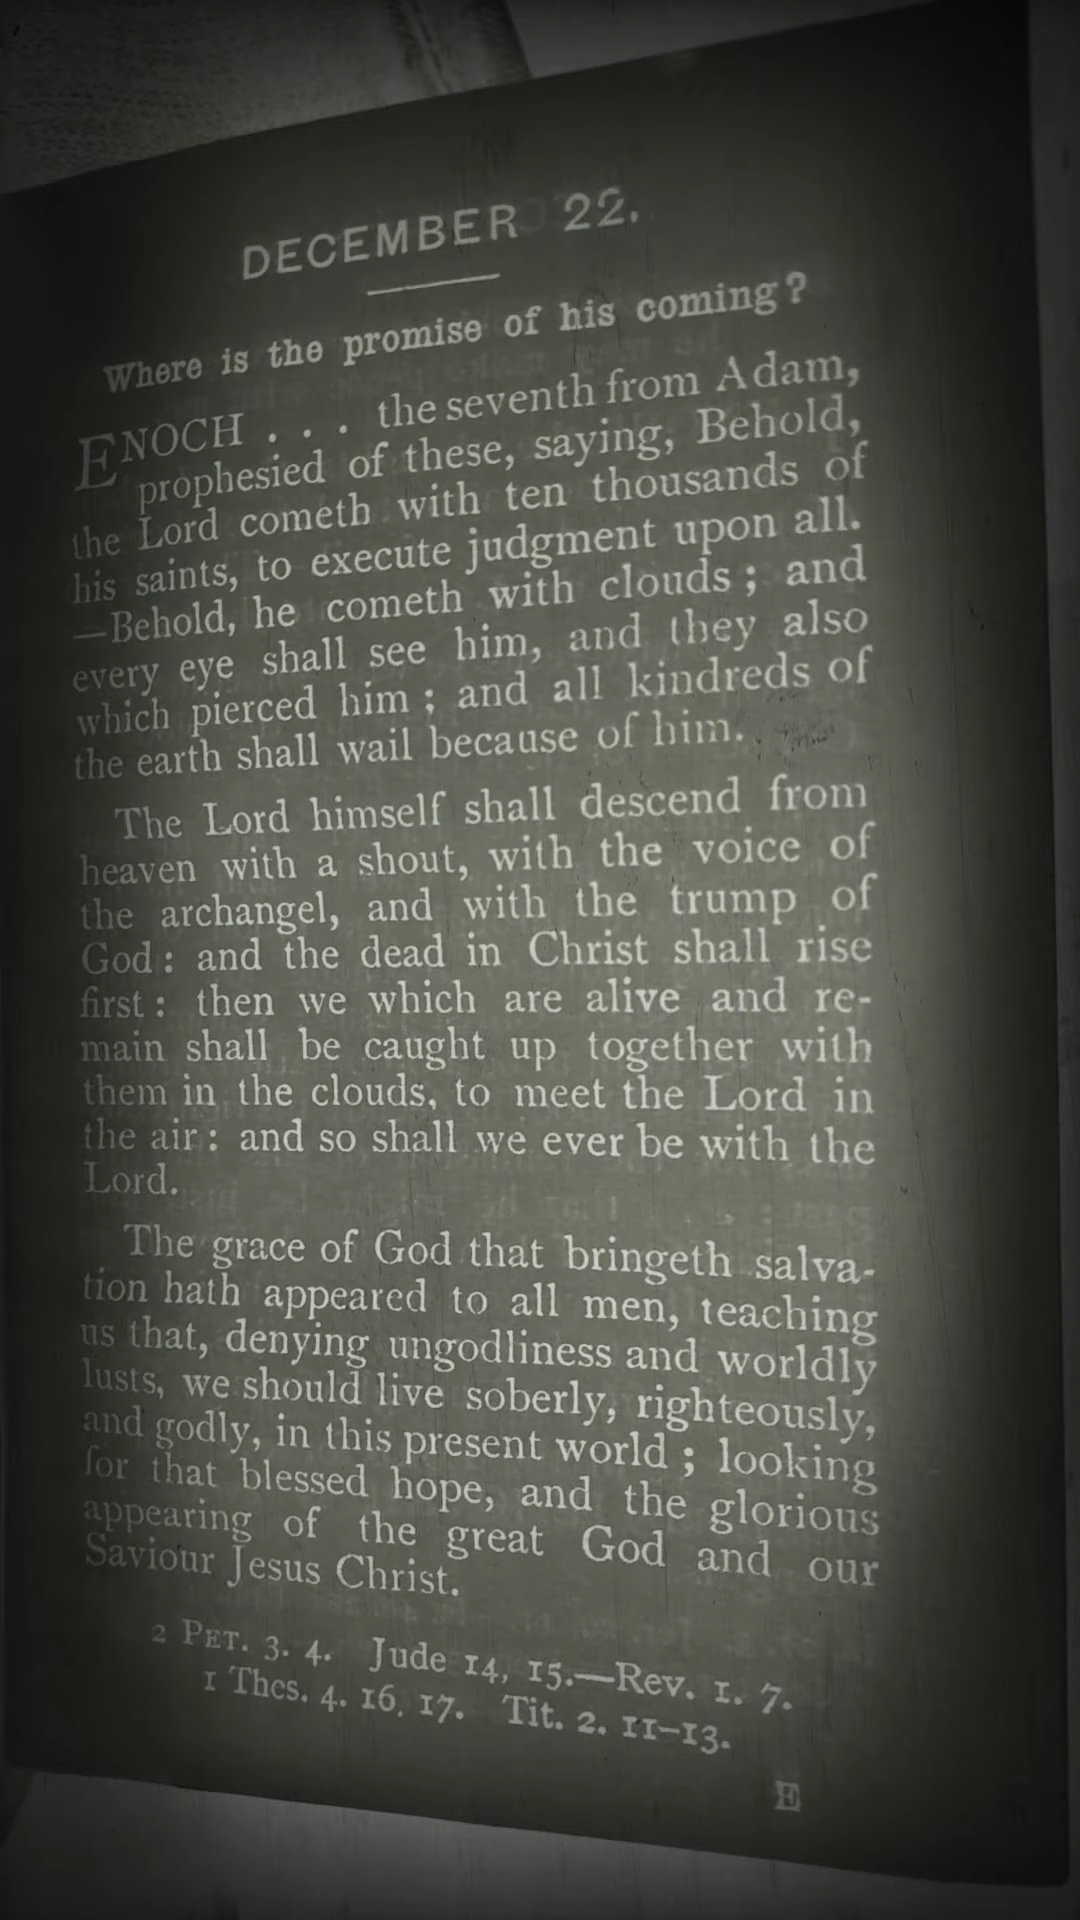 DECEMBER 22.
Where is the promise of his coming?
ENOCH . . . the seventh from Adam,
prophesied of these, saying, Behold,
the Lord cometh with ten thousands of
his saints, to execute judgment upon all.
—Behold, he cometh with clouds; and
every eye shall see him, and they also
which pierced him; and all kindreds of
the earth shall wail because of him.
The Lord himself shall descend from
heaven with a shout, with the voice of
the archangel, and with the trump of
God: and the dead in Christ shall rise
first: then we which are alive and re-
main shall be caught up together with
them in the clouds, to meet the Lord in
the air: and so shall we ever be with the
Lord.
The grace of God that bringeth salva-
tion hath appeared to all men, teaching
us that, denying ungodliness and worldly
lusts, we should live soberly, righteously,
and godly, in this present world; looking
for that blessed hope, and the glorious
appearing of the great God and our
Saviour Jesus Christ.
2 PET. 3. 4. Jude 14, 15.—Rev. 1. 7.
1 Thes. 4. 16, 17. Tit. 2. 11-13.
E